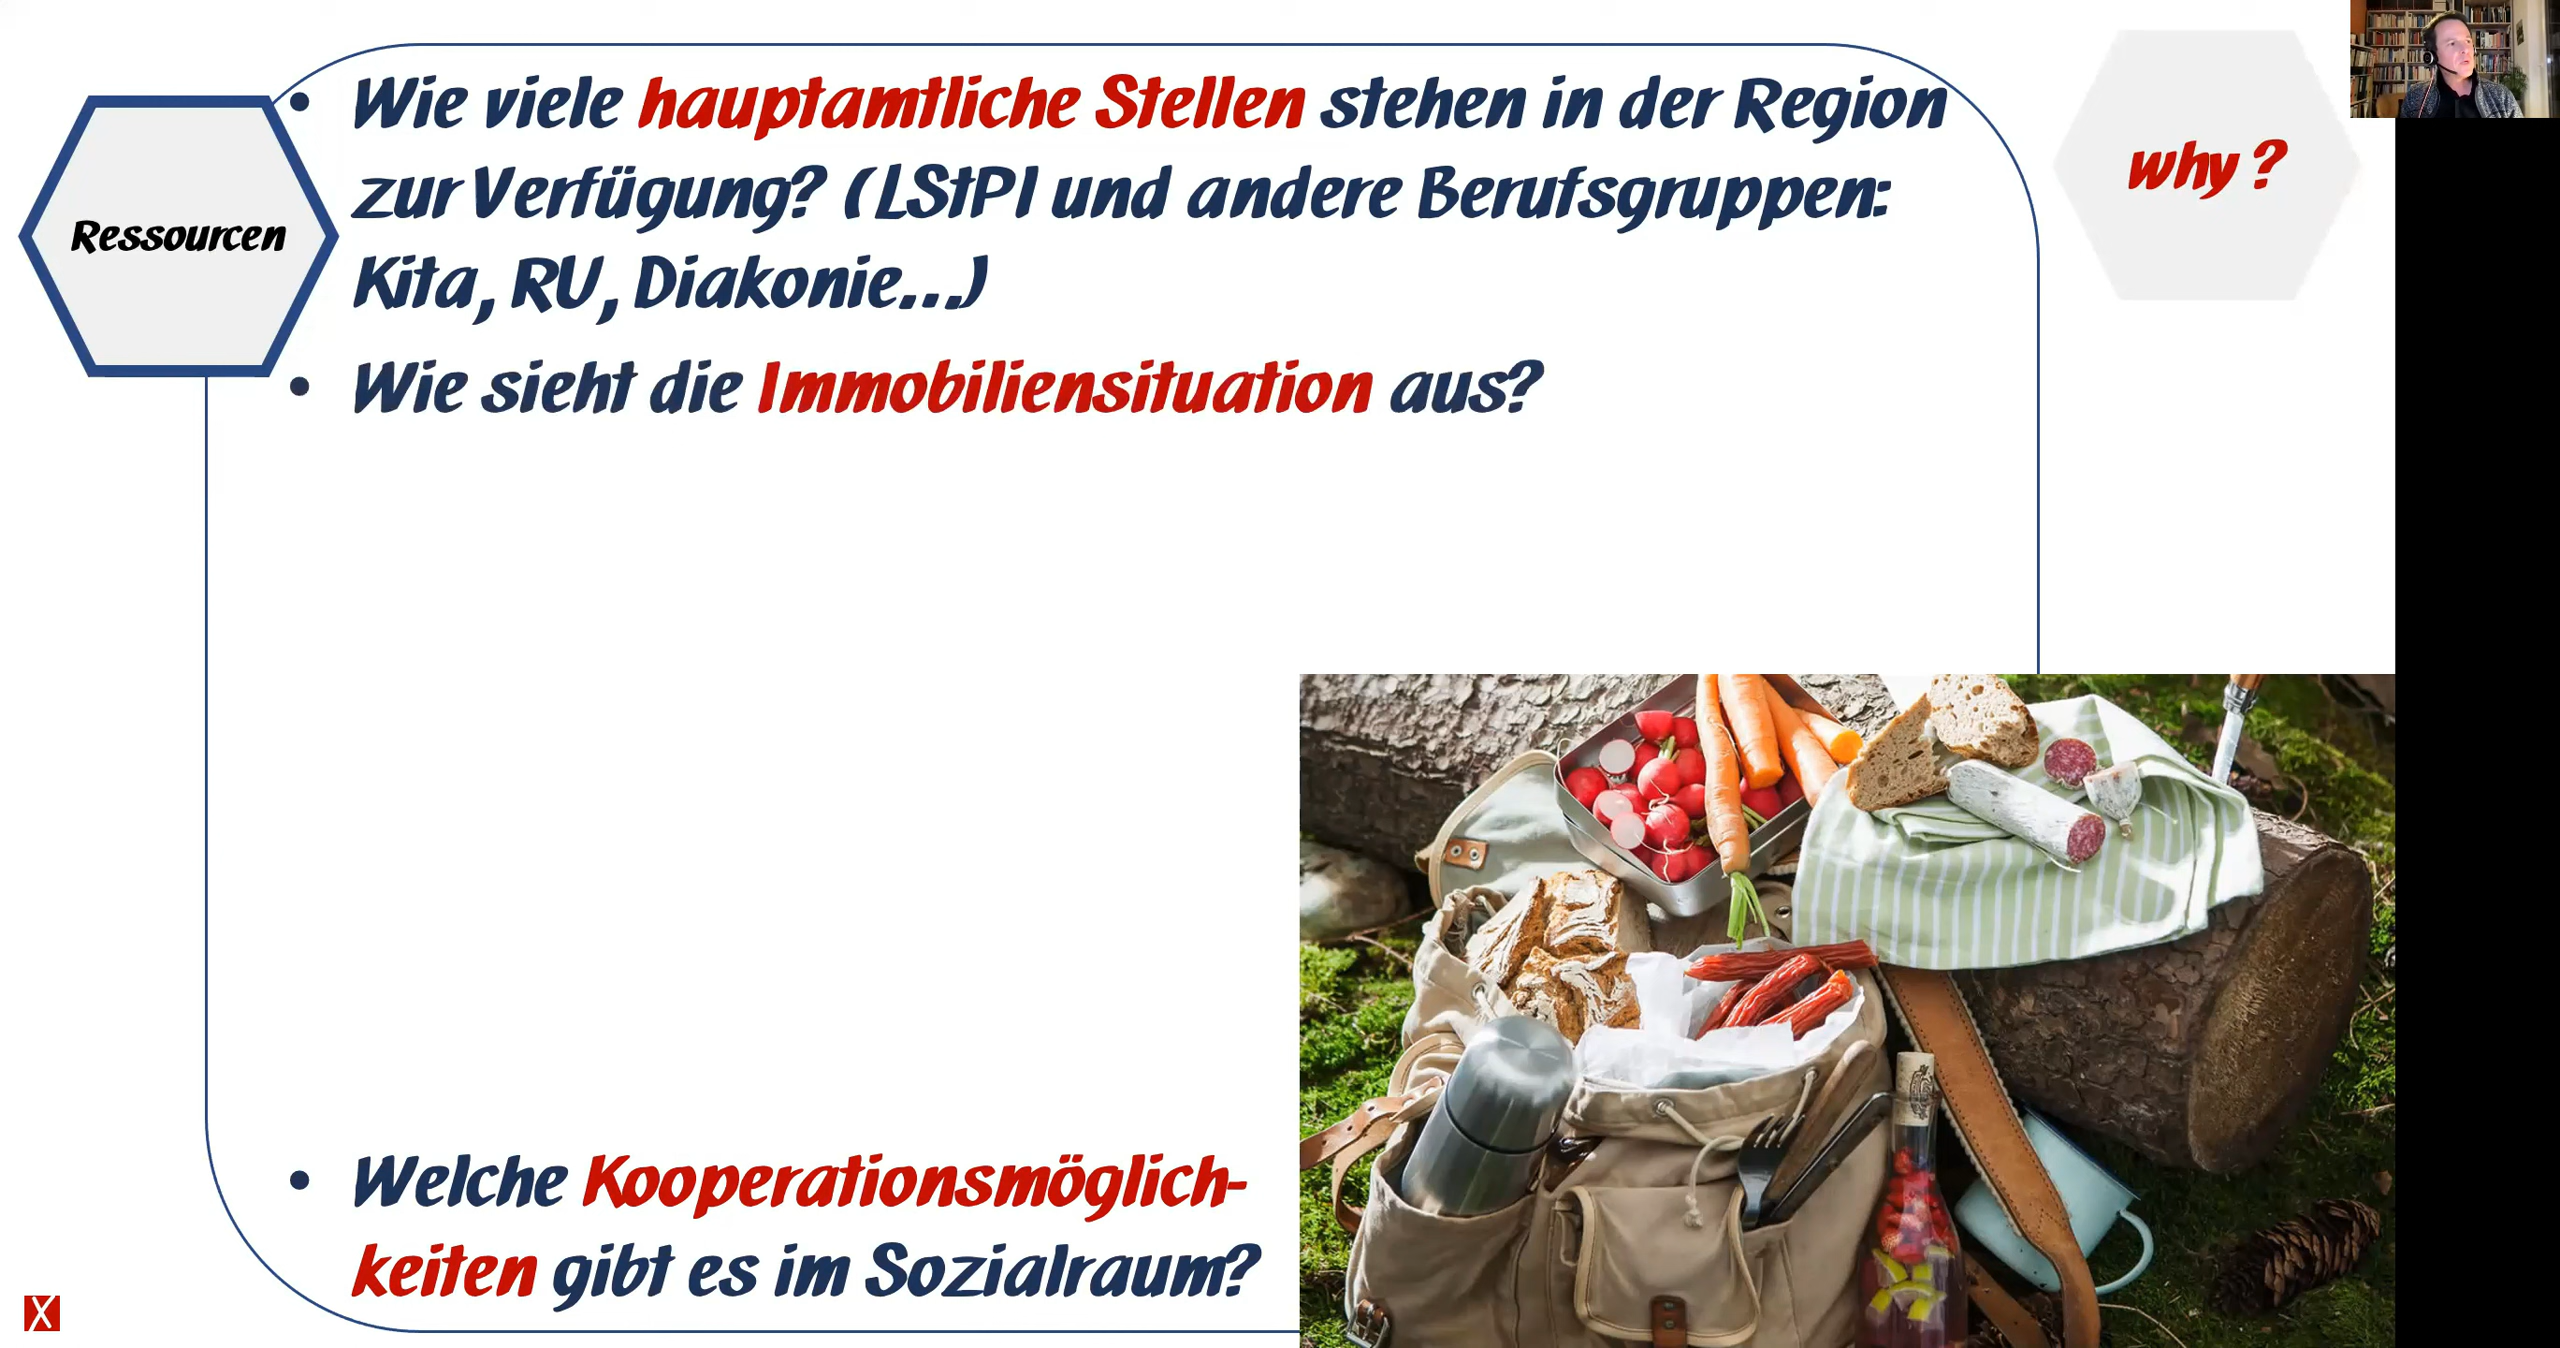 Ressourcen
• Wie viele hauptamtliche Stellen stehen in der Region
zur Verfügung? (LStPl und andere Berufsgruppen:
Kita, RU, Diakonie...)
• Wie sieht die Immobiliensituation aus?
• Welche Kooperationsmöglich-
keiten gibt es im Sozialraum?
why ?
X